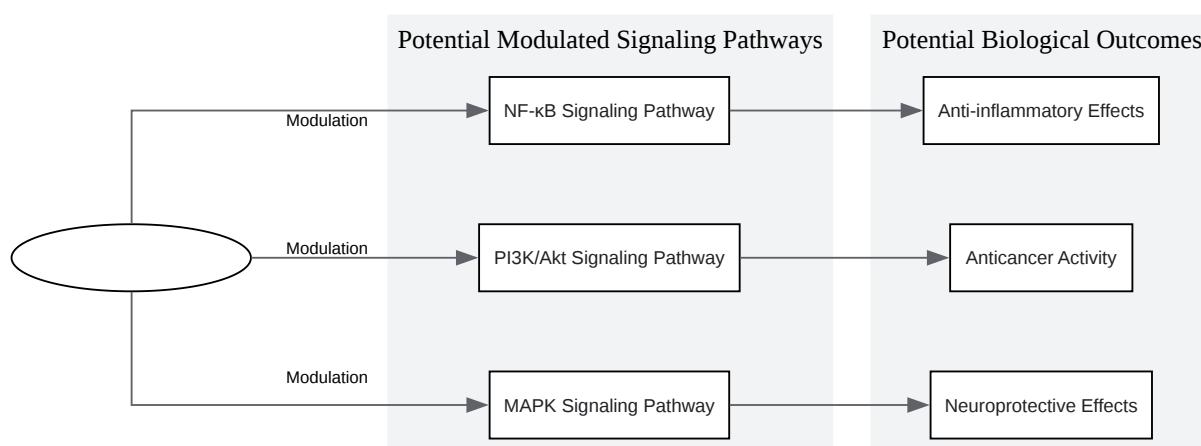 Potential Modulated Signaling Pathways
Potential Biological Outcomes
Modulation
NF-κB Signaling Pathway
Anti-inflammatory Effects
Modulation
PI3K/Akt Signaling Pathway
Anticancer Activity
Modulation
MAPK Signaling Pathway
Neuroprotective Effects